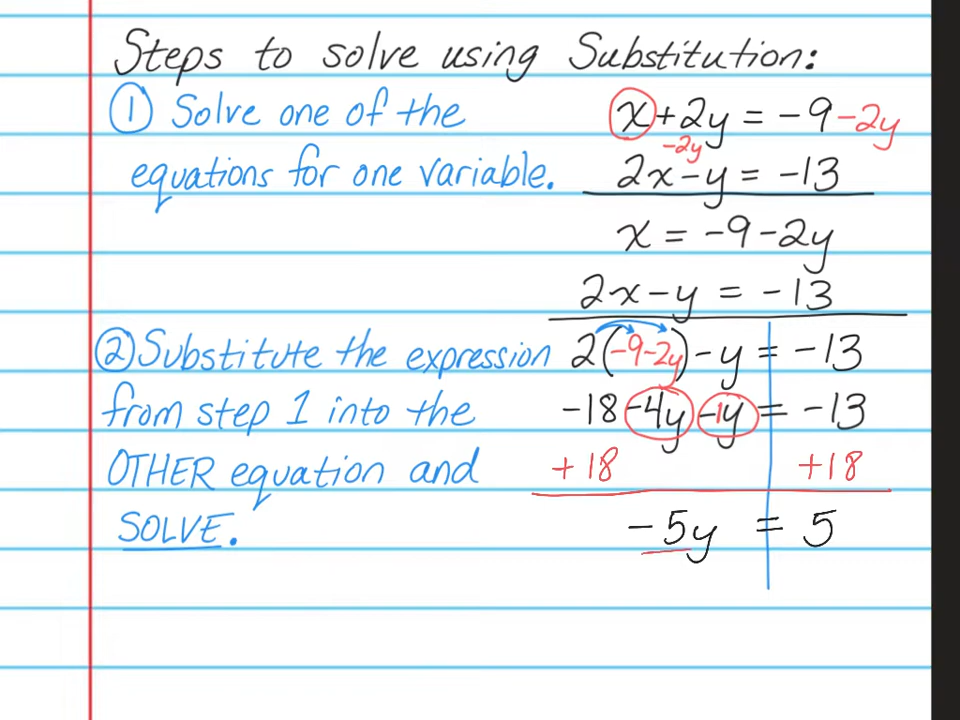 Steps to solve using Substitution:
① Solve one of the
equations for one variable.
x + 2y = -9 -2y
-2y
2x - y = -13
x = -9 - 2y
2x - y = -13
② Substitute the expression
from step 1 into the
OTHER equation and
SOLVE.
2(-9-2y) - y = -13
-18 -4y -1y = -13
+18 +18
-5y = 5